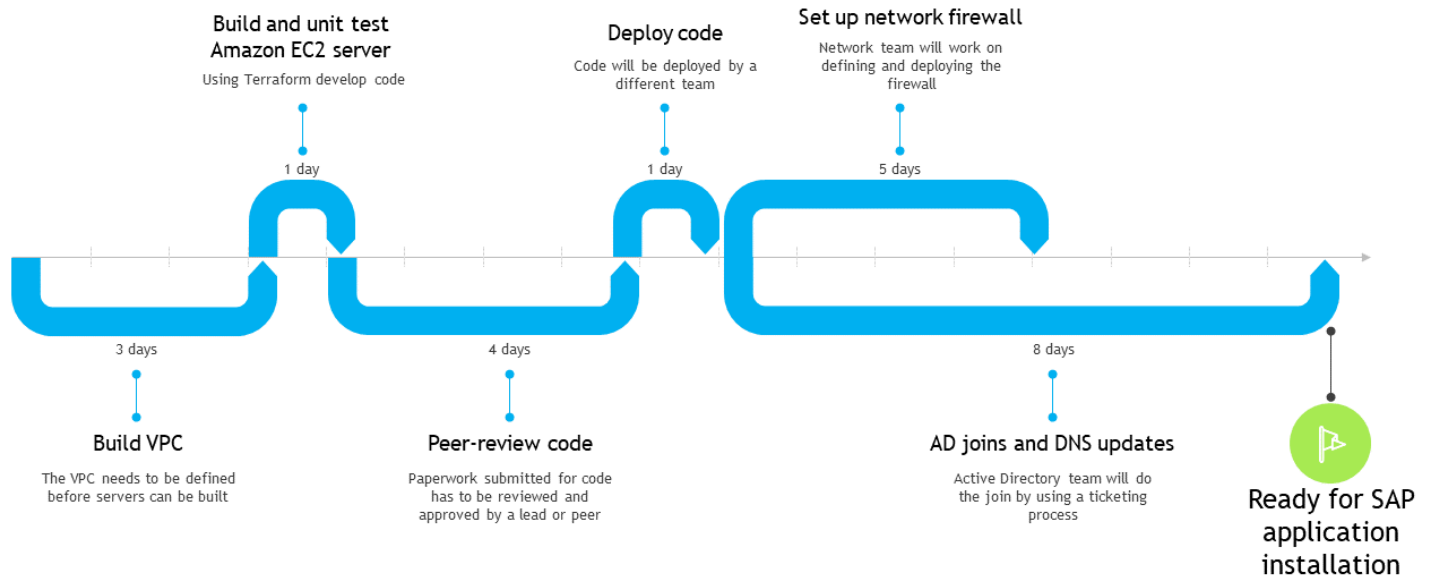 Build and unit test
Amazon EC2 server
Using Terraform develop code
1 day
Deploy code
Code will be deployed by a
different team
1 day
Set up network firewall
Network team will work on
defining and deploying the
firewall
5 days
3 days
Build VPC
The VPC needs to be defined
before servers can be built
4 days
Peer-review code
Paperwork submitted for code
has to be reviewed and
approved by a lead or peer
8 days
AD joins and DNS updates
Active Directory team will do
the join by using a ticketing
process
Ready for SAP
application
installation